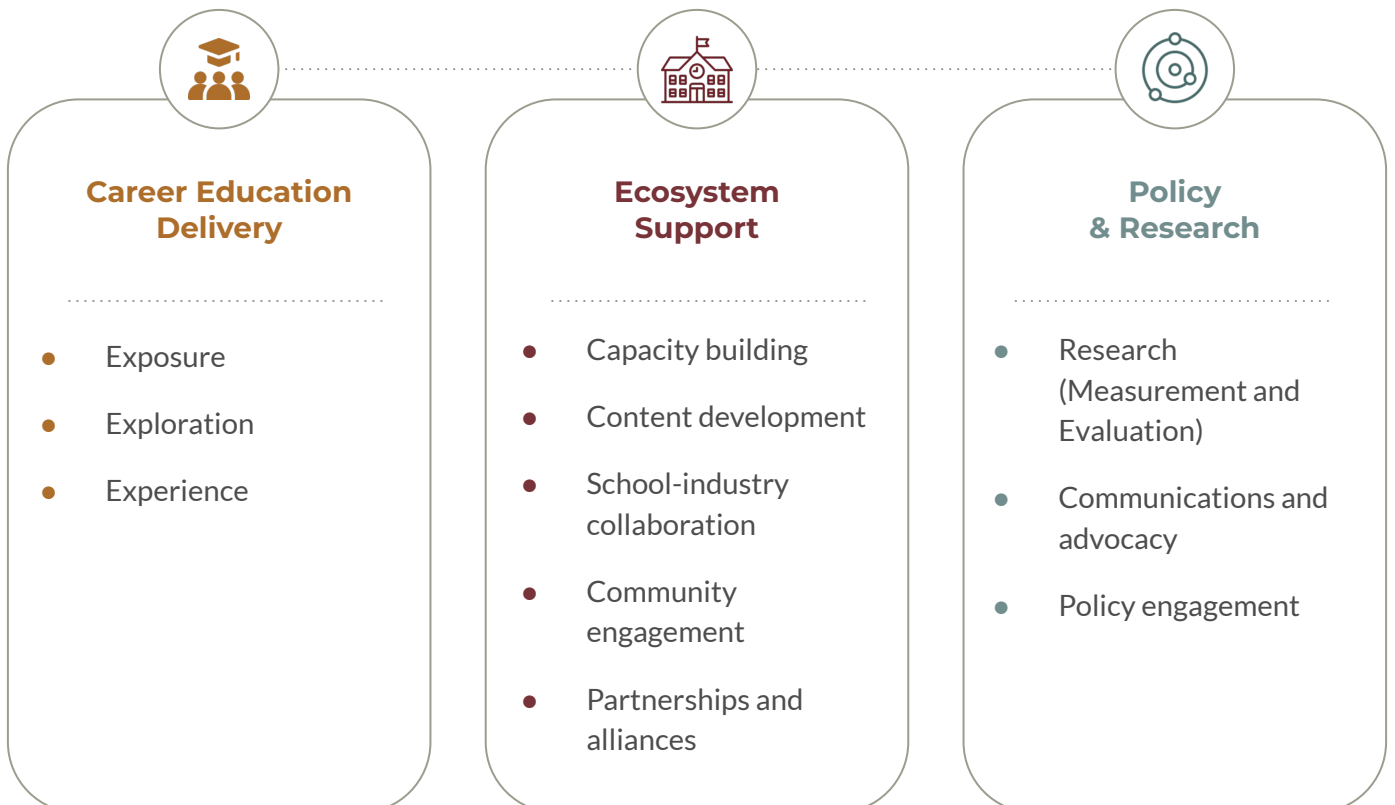 Career Education
Delivery
Exposure
Exploration
Experience
Ecosystem
Support
Capacity building
Content development
School-industry
collaboration
Community
engagement
Partnerships and
alliances
Policy
& Research
Research
(Measurement and
Evaluation)
Communications and
advocacy
Policy engagement